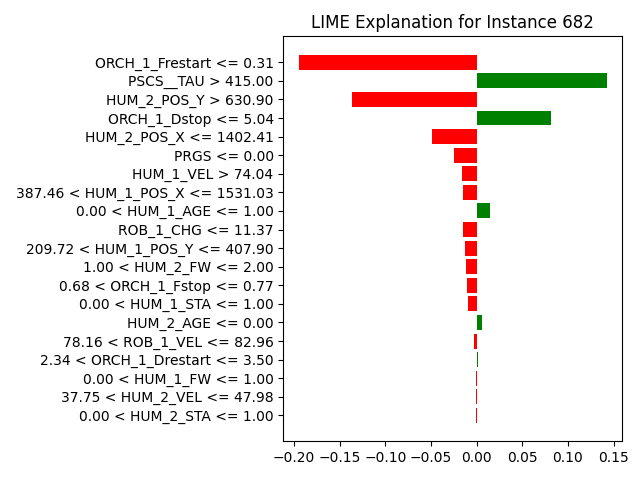 LIME Explanation for Instance 682
ORCH_1_Frestart <= 0.31
PSCS__TAU > 415.00
HUM_2_POS_Y > 630.90
ORCH_1_Dstop <= 5.04
HUM_2_POS_X <= 1402.41
PRGS <= 0.00
HUM_1_VEL > 74.04
387.46 < HUM_1_POS_X <= 1531.03
0.00 < HUM_1_AGE <= 1.00
ROB_1_CHG <= 11.37
209.72 < HUM_1_POS_Y <= 407.90
1.00 < HUM_2_FW <= 2.00
0.68 < ORCH_1_Fstop <= 0.77
0.00 < HUM_1_STA <= 1.00
HUM_2_AGE <= 0.00
78.16 < ROB_1_VEL <= 82.96
2.34 < ORCH_1_Drestart <= 3.50
0.00 < HUM_1_FW <= 1.00
37.75 < HUM_2_VEL <= 47.98
0.00 < HUM_2_STA <= 1.00
−0.20 −0.15 −0.10 −0.05 0.00 0.05 0.10 0.15